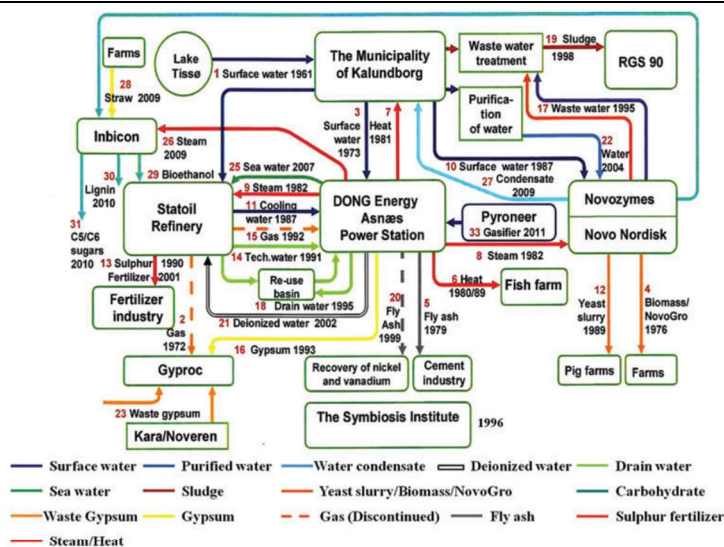 Farms
Lake
Tissø
1 Surface water 1961
The Municipality
of Kalundborg
Waste water
treatment
19 Sludge
1998
RGS 90
28
Straw 2009
Inbicon
26 Steam
2009
3
Surface
water
1973
7
Heat
1981
Purifica-
tion
of water
17 Waste water 1995
22
Water
2004
10 Surface water 1987
27 Condensate
2009
30
Lignin
2010
29 Bioethanol
25 Sea water 2007
9 Steam 1982
11 Cooling
water 1987
15 Gas 1992
14 Tech.water 1991
Statoil
Refinery
DONG Energy
Asnæs
Power Station
Pyroneer
33 Gasifier 2011
Novozymes
Novo Nordisk
8 Steam 1982
31
C5/C6
sugars
2010
13 Sulphur 1990
Fertilizer -2001
Fertilizer
industry
Re-use
basin
18 Drain water 1995
21 Deionized water 2002
6 Heat
1980/89
Fish farm
2
Gas
1972
16 Gypsum 1993
20
Fly
Ash
1999
5
Fly ash
1979
12
Yeast
slurry
1989
4
Biomass/
NovoGro
1976
Gyproc
Recovery of nickel
and vanadium
Cement
industry
Pig farms
Farms
23 Waste gypsum
Kara/Noveren
The Symbiosis Institute
1996
Surface water
Purified water
Water condensate
Deionized water
Drain water
Sea water
Sludge
Yeast slurry/Biomass/NovoGro
Carbohydrate
Waste Gypsum
Gypsum
Gas (Discontinued)
Fly ash
Sulphur fertilizer
Steam/Heat